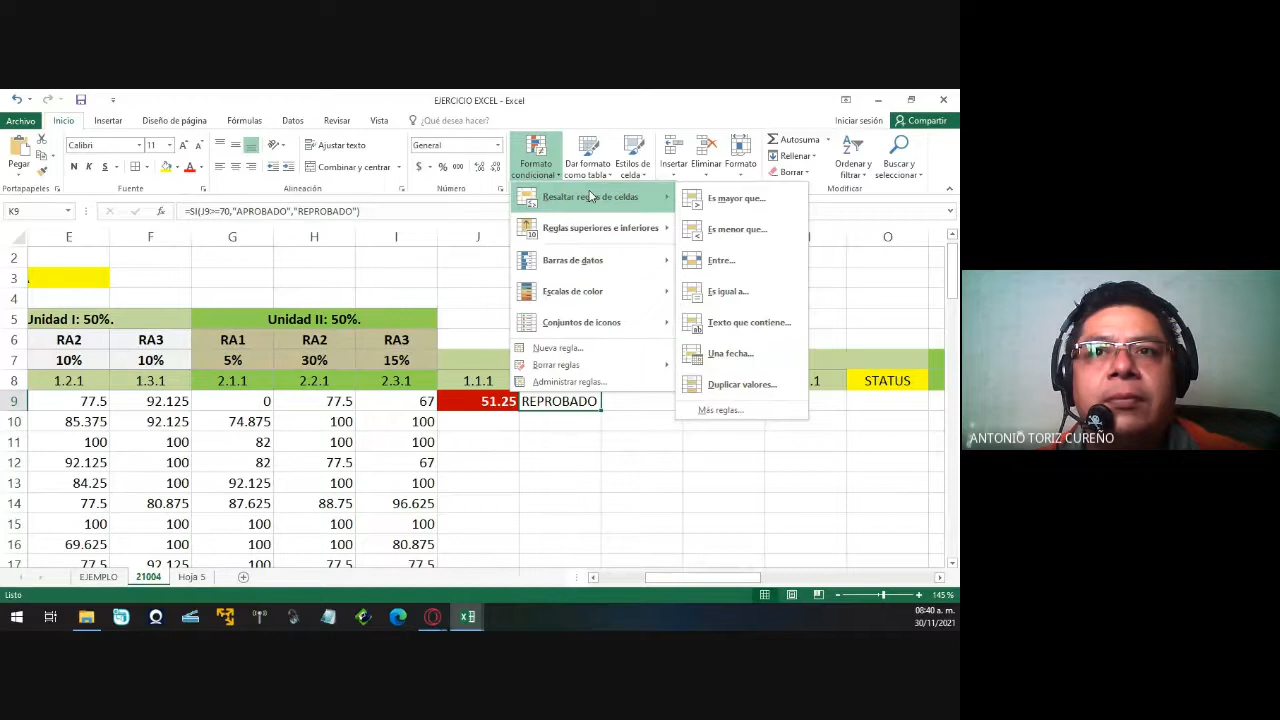 EJERCICIO EXCEL - Excel
Archivo Inicio Insertar Diseño de página Fórmulas Datos Revisar Vista ¿Qué desea hacer? Iniciar sesión Compartir
Pegar
Calibri 11
N K S
Ajustar texto
Combinar y centrar
General
$ % 000
Formato condicional
Dar formato como tabla
Estilos de celda
Insertar Eliminar Formato
Autosuma
Rellenar
Borrar
Ordenar y filtrar
Buscar y seleccionar
Portapapeles Fuente Alineación Número Modificar
K9 =SI(J9>=70,"APROBADO","REPROBADO")
Resaltar reglas de celdas
Reglas superiores e inferiores
Barras de datos
Escalas de color
Conjuntos de iconos
Nueva regla...
Borrar reglas
Administrar reglas...
Es mayor que...
Es menor que...
Entre...
Es igual a...
Texto que contiene...
Una fecha...
Duplicar valores...
Más reglas...
E F G H I J O
2
3
4
5 Unidad I: 50%. Unidad II: 50%.
6 RA2 RA3 RA1 RA2 RA3
7 10% 10% 5% 30% 15%
8 1.2.1 1.3.1 2.1.1 2.2.1 2.3.1 1.1.1 .1 STATUS
9 77.5 92.125 0 77.5 67 51.25 REPROBADO
10 85.375 92.125 74.875 100 100
11 100 100 82 100 100
12 92.125 100 82 77.5 67
13 84.25 100 92.125 100 100
14 77.5 80.875 87.625 88.75 96.625
15 100 100 100 100 100
16 69.625 100 100 100 80.875
17 77.5 92.125 100 77.5 77.5
EJEMPLO 21004 Hoja 5
Listo 145 %
08:40 a. m.
30/11/2021
ANTONIO TORIZ CUREÑO